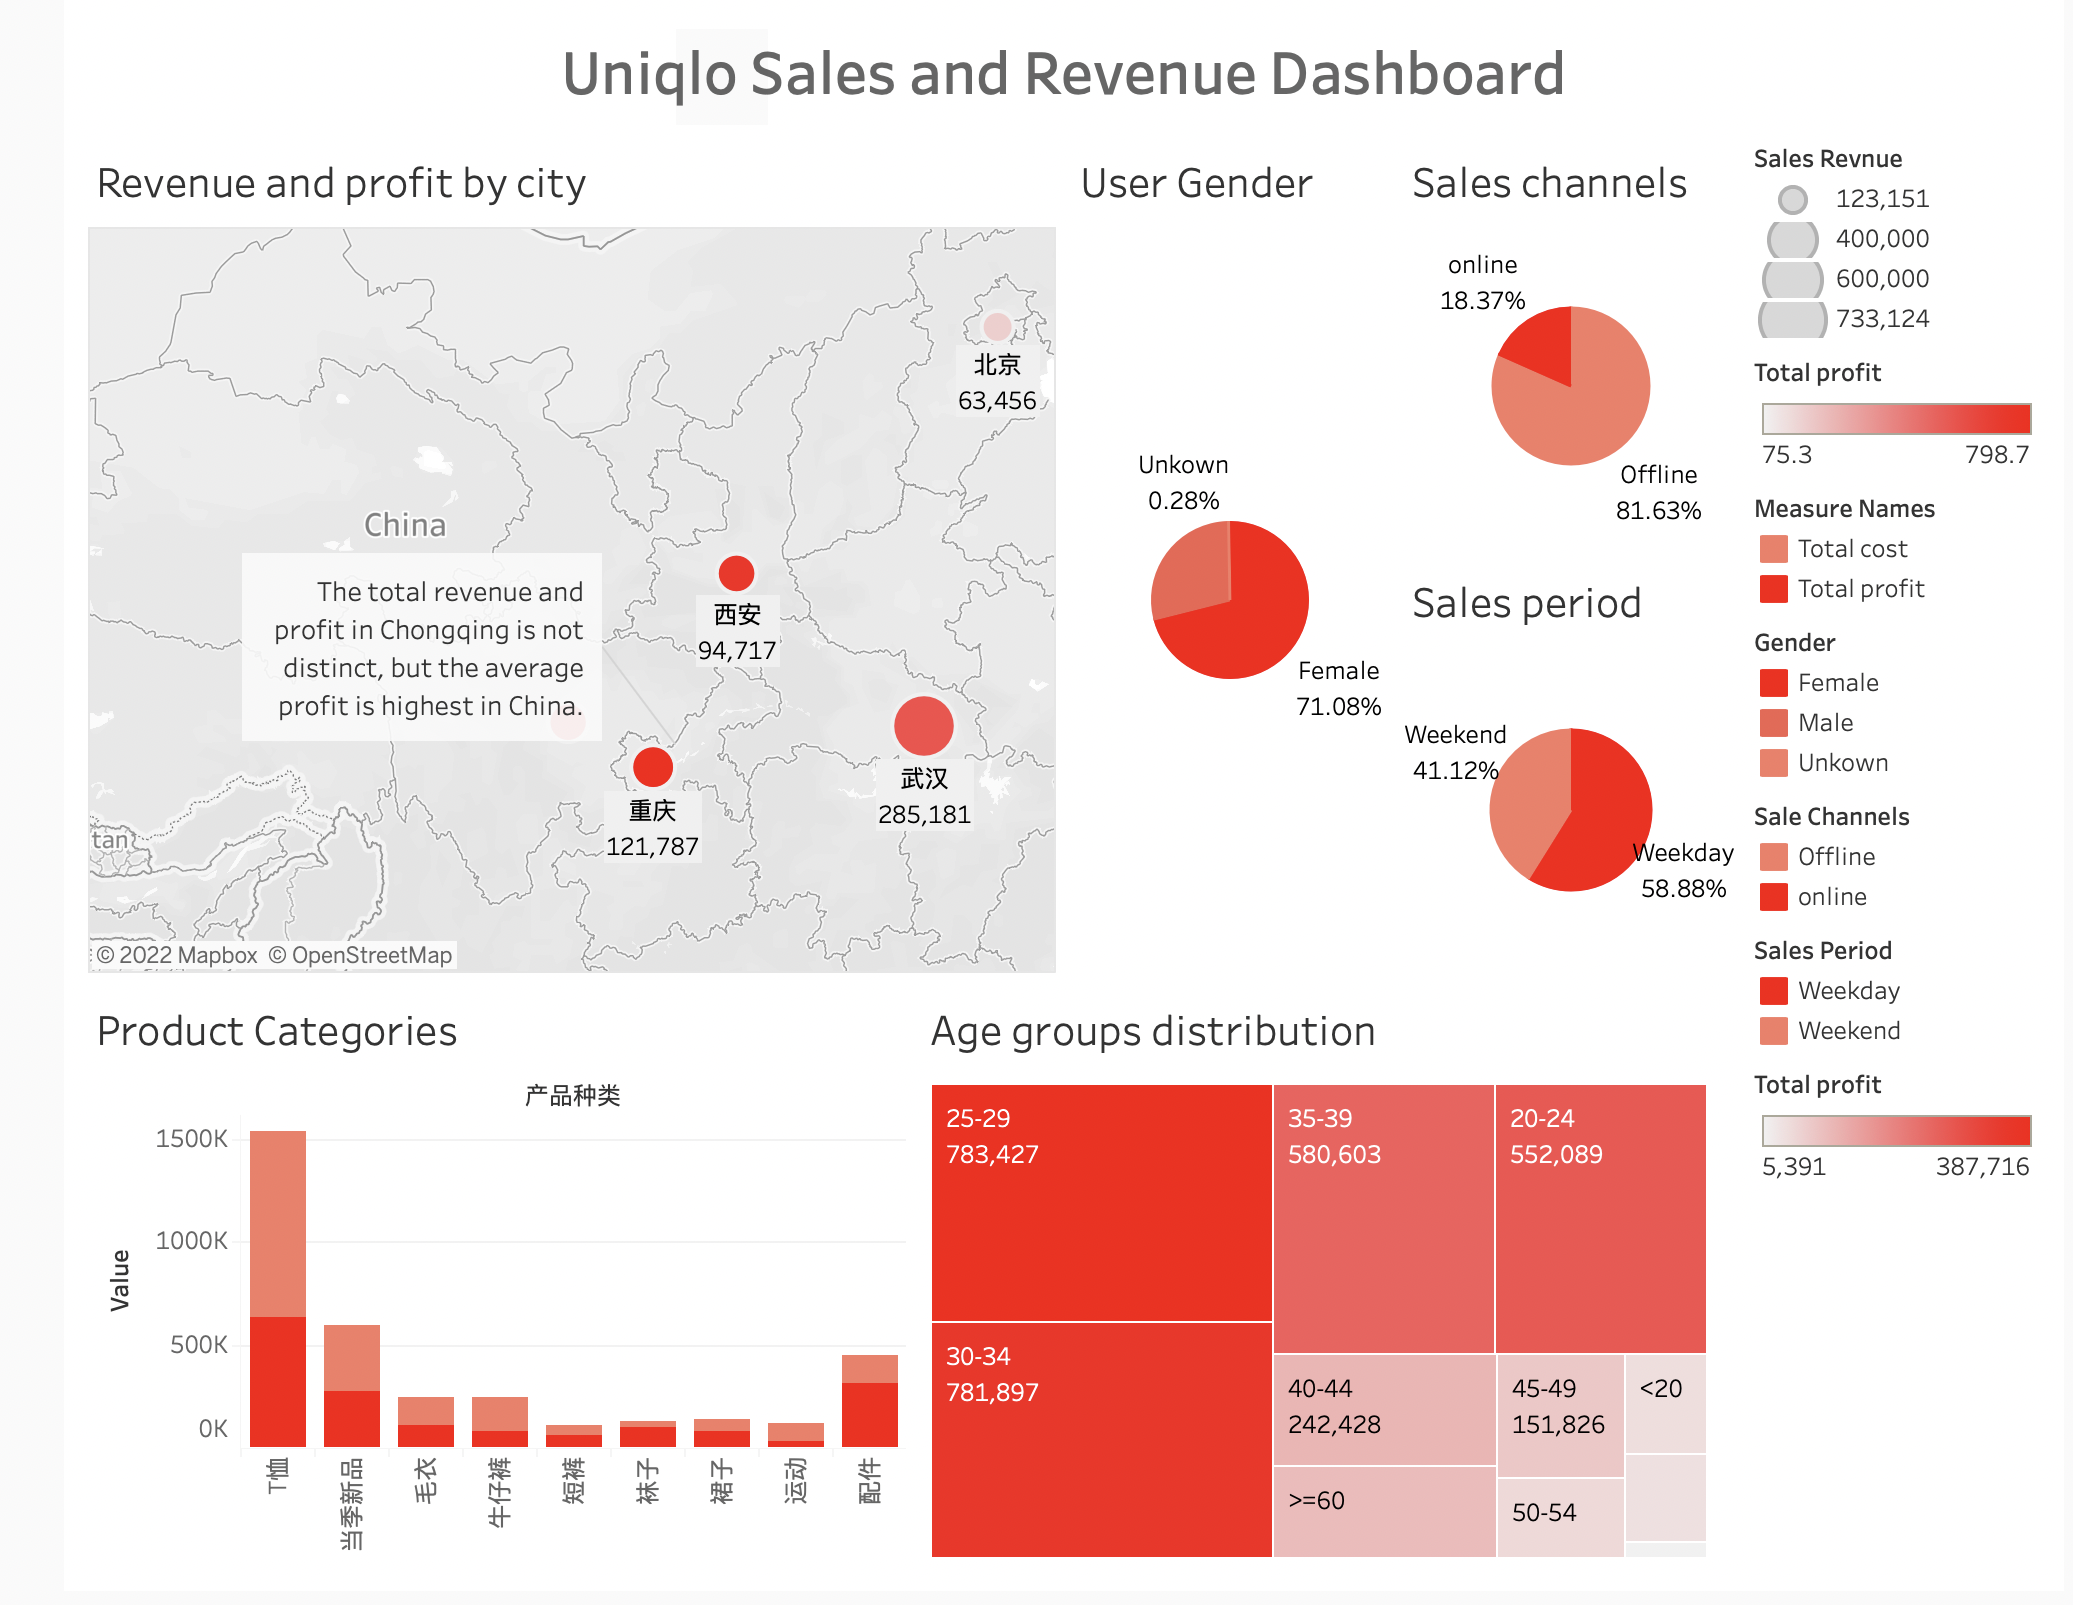 Uniqlo Sales and Revenue Dashboard
Revenue and profit by city
China
The total revenue and
profit in Chongqing is not
distinct, but the average
profit is highest in China.
北京
63,456
西安
94,717
武汉
285,181
重庆
121,787
tan
© 2022 Mapbox © OpenStreetMap
User Gender
Unkown
0.28%
Female
71.08%
Sales channels
online
18.37%
Offline
81.63%
Sales period
Weekend
41.12%
Weekday
58.88%
Sales Revnue
123,151
400,000
600,000
733,124
Total profit
75.3 798.7
Measure Names
Total cost
Total profit
Gender
Female
Male
Unkown
Sale Channels
Offline
online
Sales Period
Weekday
Weekend
Total profit
5,391 387,716
Product Categories
产品种类
Value
1500K
1000K
500K
0K
T恤
当季新品
毛衣
牛仔裤
短裤
袜子
裙子
运动
配件
Age groups distribution
25-29
783,427
30-34
781,897
35-39
580,603
20-24
552,089
40-44
242,428
45-49
151,826
<20
>=60
50-54